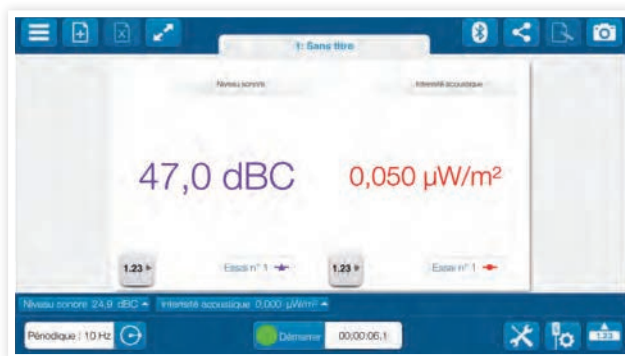 1: Sans titre
Niveau sonore
Intensité acoustique
47,0 dBC
0,050 µW/m²
1.23
Essai n° 1
1.23
Essai n° 1
Niveau sonore 24,9 dBC
Intensité acoustique 0,000 µW/m²
Périodique : 10 Hz
Démarrer
00:00:06.1
1.23